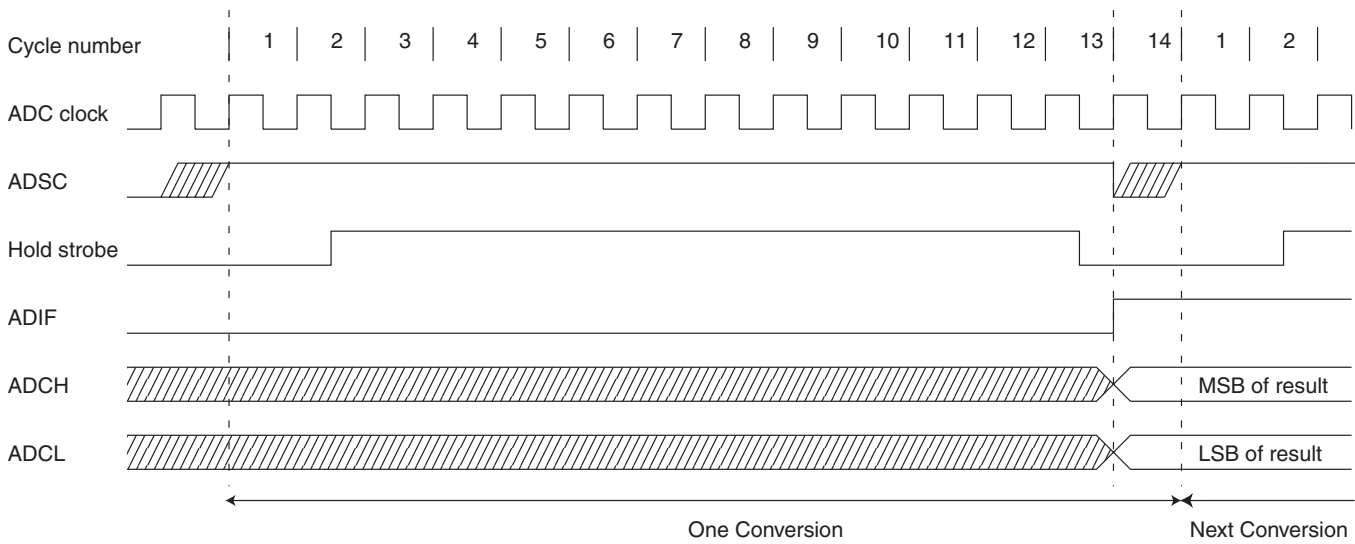 Cycle number 1 2 3 4 5 6 7 8 9 10 11 12 13 14 1 2
ADC clock
ADSC
Hold strobe
ADIF
ADCH MSB of result
ADCL LSB of result
One Conversion Next Conversion